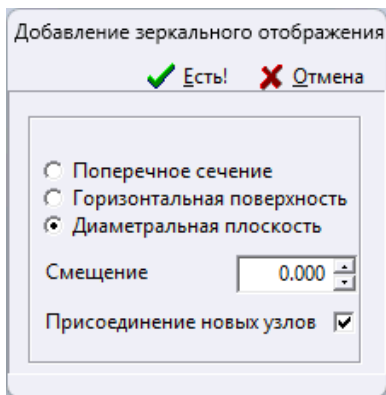 Добавление зеркального отображения
Есть! Отмена
Поперечное сечение
Горизонтальная поверхность
Диаметральная плоскость
Смещение 0.000
Присоединение новых узлов